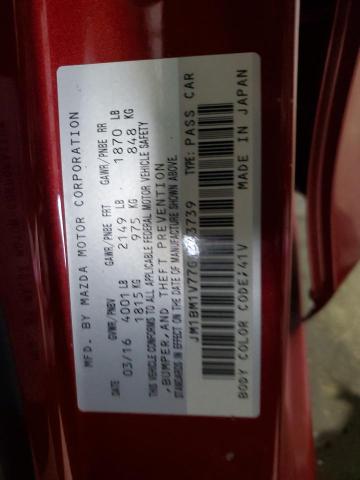 MFD. BY MAZDA MOTOR CORPORATION
DATE GVWR/PNBV GAWR/PNBE FRT GAWR/PNBE RR
03/16 4001 LB 2149 LB 1870 LB
1815 KG 975 KG 848 KG
THIS VEHICLE CONFORMS TO ALL APPLICABLE FEDERAL MOTOR VEHICLE SAFETY
,BUMPER,AND THEFT PREVENTION
STANDARDS IN EFFECT ON THE DATE OF MANUFACTURE SHOWN ABOVE.
TYPE:PASS CAR
BODY COLOR CODE:41V MADE IN JAPAN